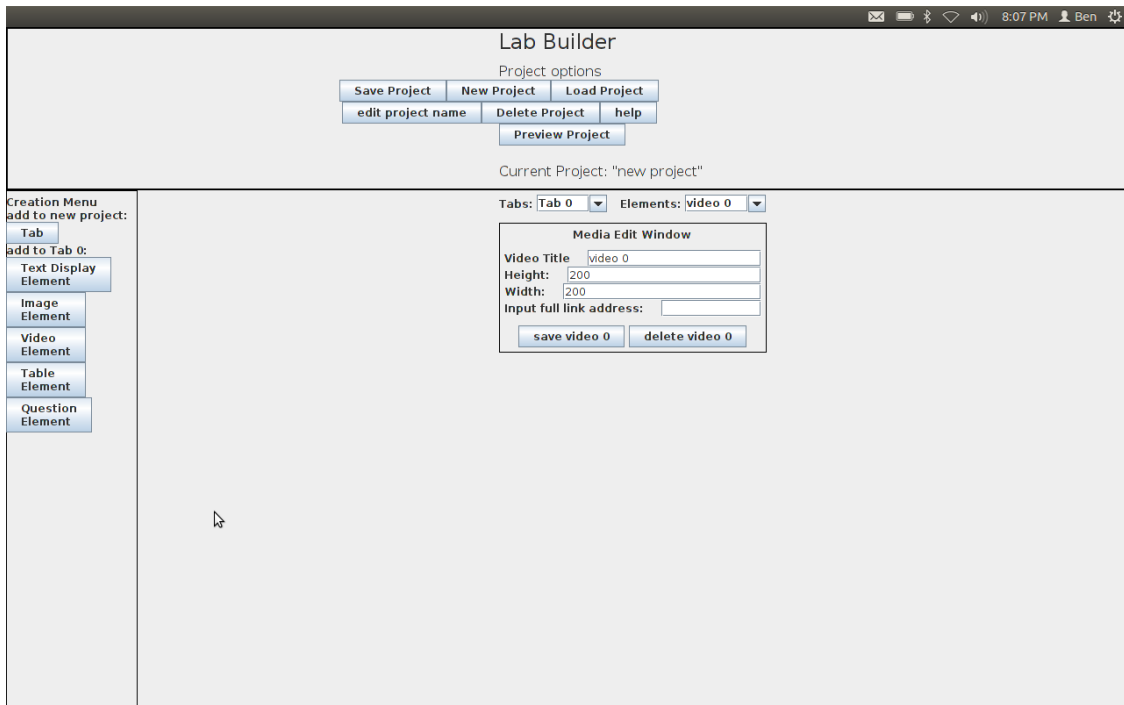 8:07 PM Ben
Lab Builder
Project options
Save Project New Project Load Project
edit project name Delete Project help
Preview Project
Current Project: "new project"
Creation Menu
add to new project:
Tab
add to Tab 0:
Text Display
Element
Image
Element
Video
Element
Table
Element
Question
Element
Tabs: Tab 0 Elements: video 0
Media Edit Window
Video Title video 0
Height: 200
Width: 200
Input full link address:
save video 0 delete video 0